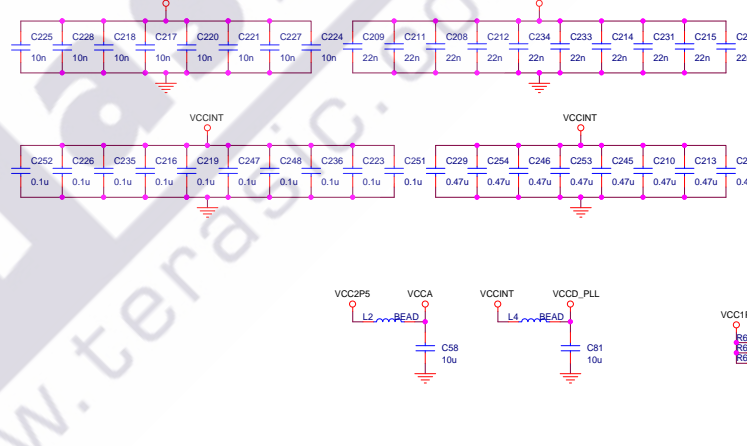 C225 C228 C218 C217 C220 C221 C227 C224 C209 C211 C208 C212 C234 C233 C214 C231 C215
10n 10n 10n 10n 10n 10n 10n 10n 22n 22n 22n 22n 22n 22n 22n 22n 22n
VCCINT VCCINT
C252 C226 C235 C216 C219 C247 C248 C236 C223 C251 C229 C254 C246 C253 C245 C210 C213
0.1u 0.1u 0.1u 0.1u 0.1u 0.1u 0.1u 0.1u 0.1u 0.1u 0.47u 0.47u 0.47u 0.47u 0.47u 0.47u 0.47u
VCC2P5 VCCA VCCINT VCCD_PLL
L2 BEAD L4 BEAD
C58 C81
10u 10u